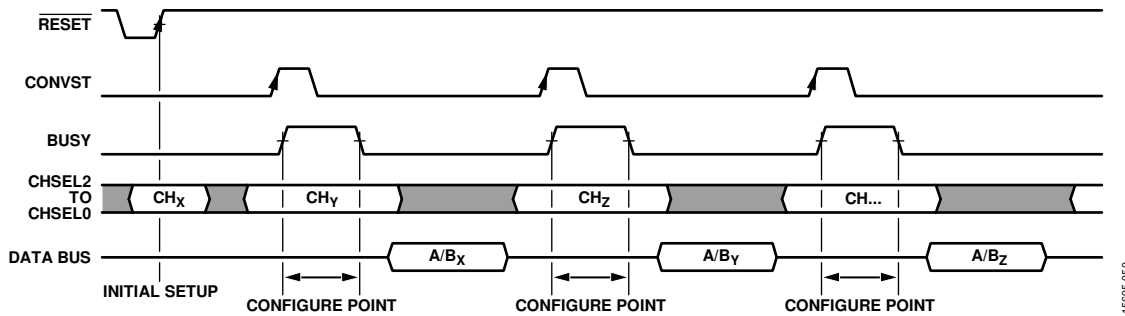 RESET
CONVST
BUSY
CHSEL2
TO
CHSEL0
CHX
CHY
CHZ
CH...
DATA BUS
A/BX
A/BY
A/BZ
INITIAL SETUP
CONFIGURE POINT
CONFIGURE POINT
CONFIGURE POINT